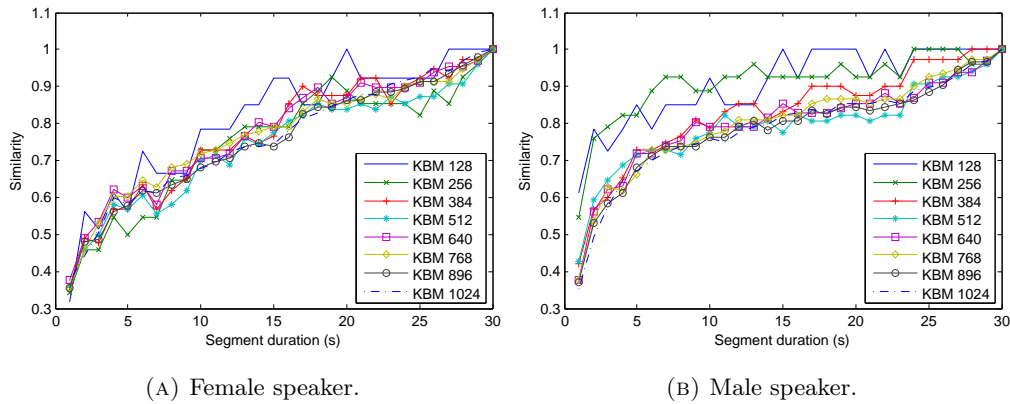 1.1
1
0.9
0.8
0.7
0.6
0.5
0.4
0.3
Similarity
0 5 10 15 20 25 30
Segment duration (s)
KBM 128
KBM 256
KBM 384
KBM 512
KBM 640
KBM 768
KBM 896
KBM 1024
(A) Female speaker.
1.1
1
0.9
0.8
0.7
0.6
0.5
0.4
0.3
Similarity
0 5 10 15 20 25 30
Segment duration (s)
KBM 128
KBM 256
KBM 384
KBM 512
KBM 640
KBM 768
KBM 896
KBM 1024
(B) Male speaker.